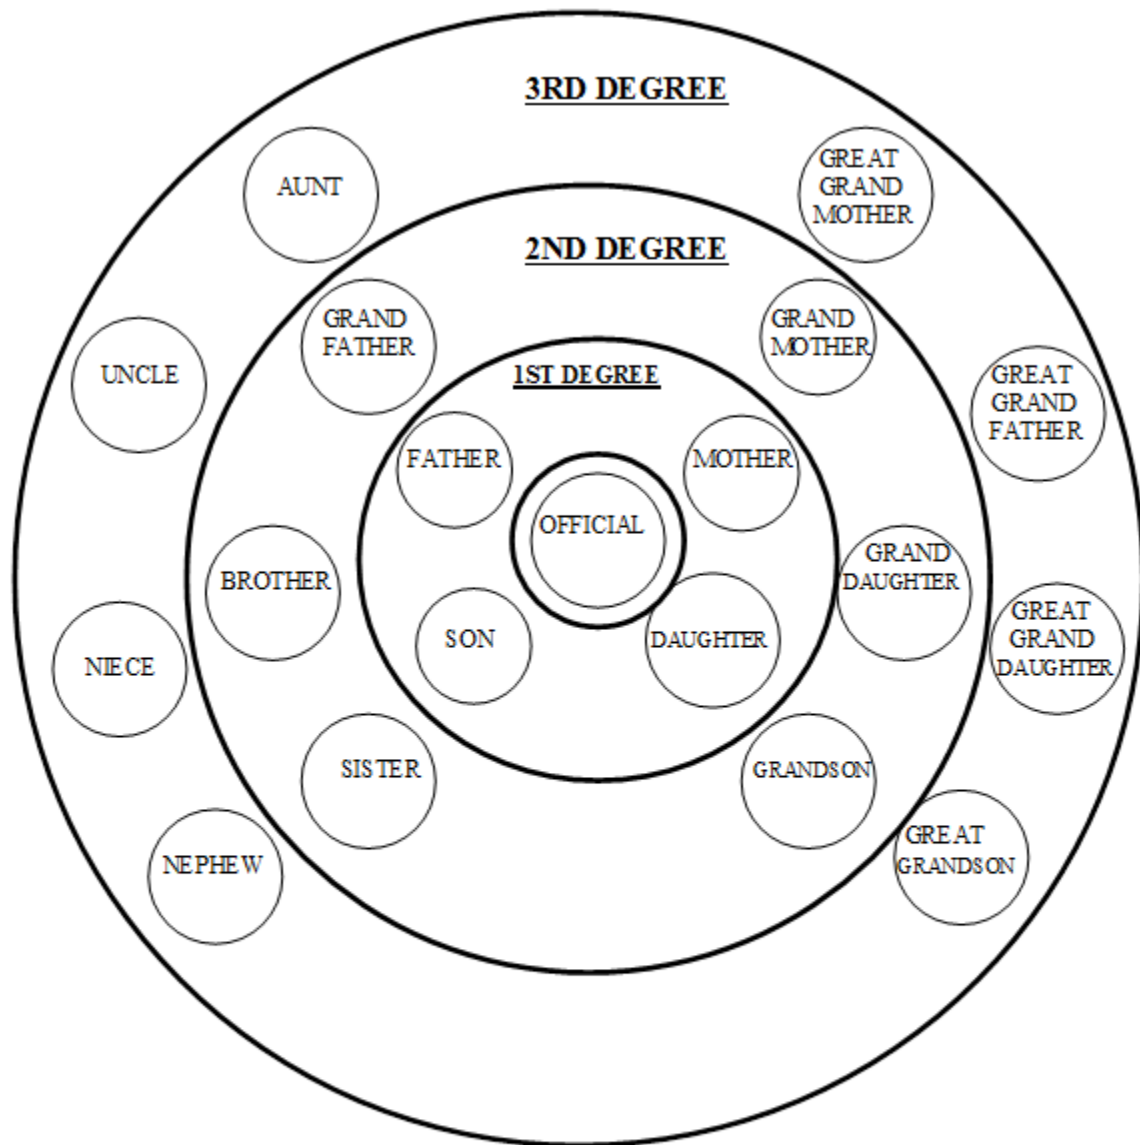 3RD DEGREE
AUNT
GREAT
GRAND
MOTHER
2ND DEGREE
GRAND
FATHER
GRAND
MOTHER
UNCLE
1ST DEGREE
GREAT
GRAND
FATHER
FATHER
MOTHER
OFFICIAL
BROTHER
GRAND
DAUGHTER
SON
DAUGHTER
GREAT
GRAND
DAUGHTER
NIECE
SISTER
GRANDSON
NEPHEW
GREAT
GRANDSON